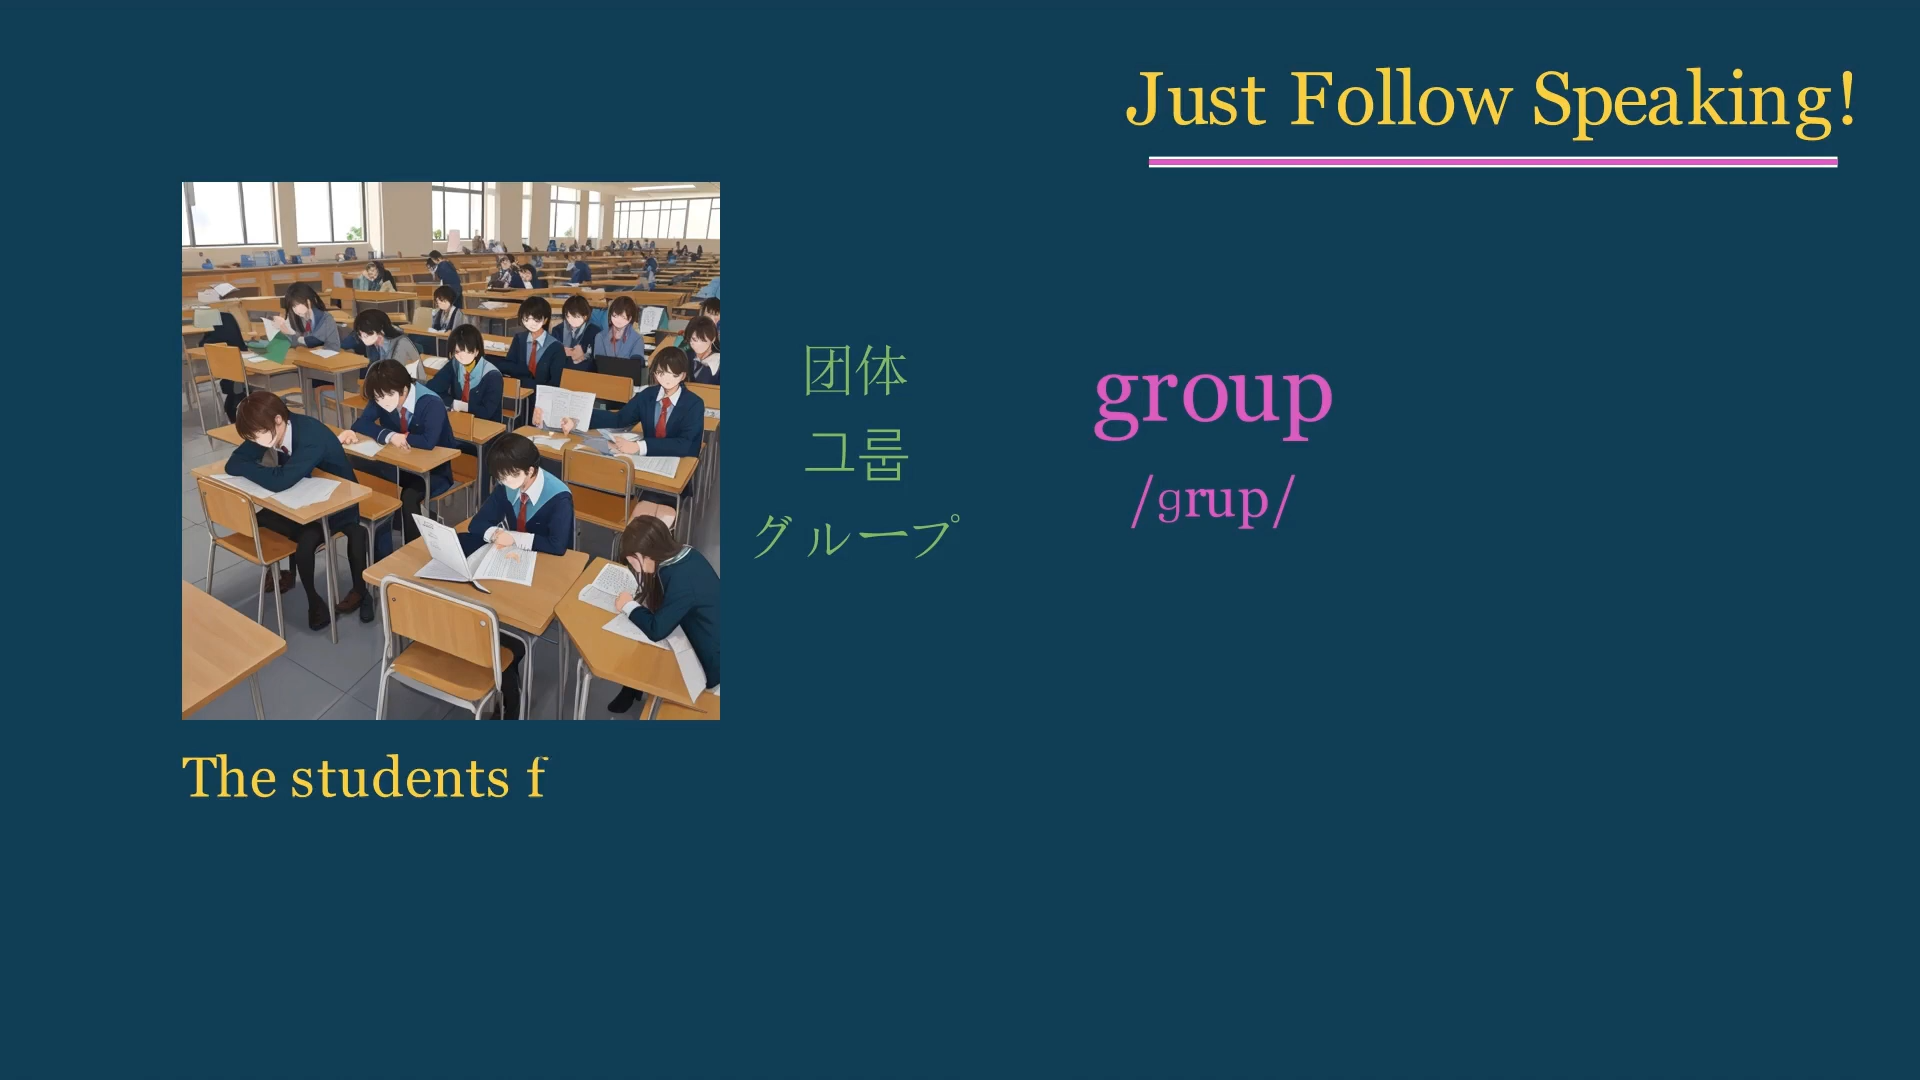 Just Follow Speaking!
团体
그룹
グループ
group
/grup/
The students f